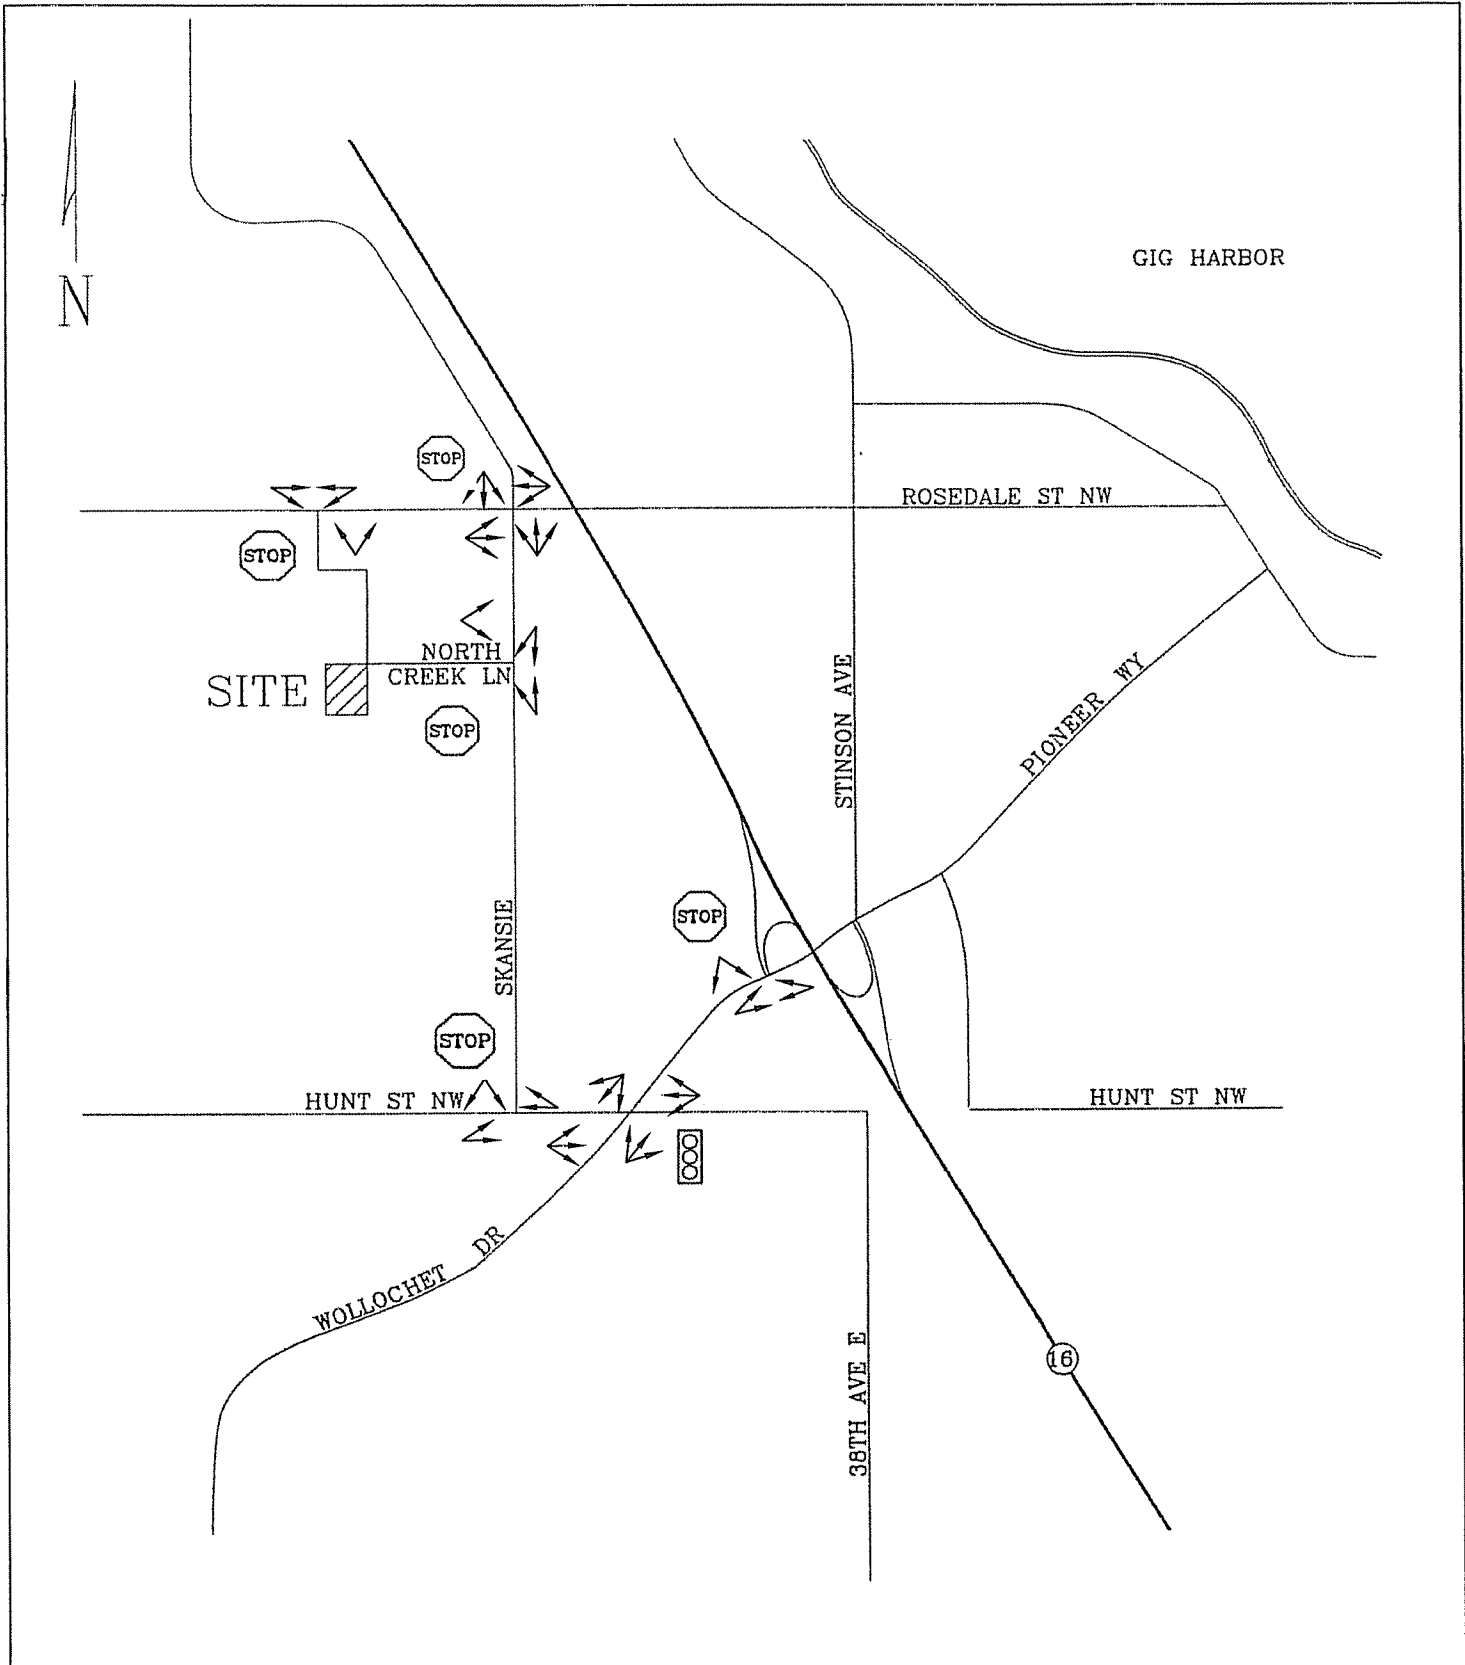 GIG HARBOR
N
STOP
ROSEDALE ST NW
STOP
NORTH
CREEK LN
SITE
STOP
STINSON AVE
PIONEER WY
SKANSIE
STOP
STOP
HUNT ST NW
HUNT ST NW
WOLLOCHET DR
38TH AVE E
16